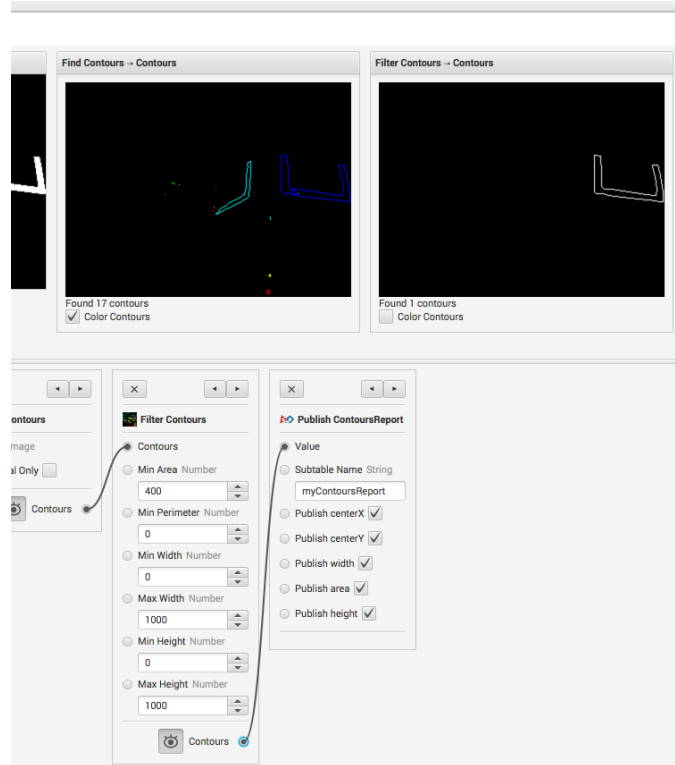 Find Contours → Contours
Filter Contours → Contours
Found 17 contours
Color Contours
Found 1 contours
Color Contours
ontours
mage
al Only
Contours
Filter Contours
Contours
Min Area Number
400
Min Perimeter Number
0
Min Width Number
0
Max Width Number
1000
Min Height Number
0
Max Height Number
1000
Contours
Publish ContoursReport
Value
Subtable Name String
myContoursReport
Publish centerX
Publish centerY
Publish width
Publish area
Publish height